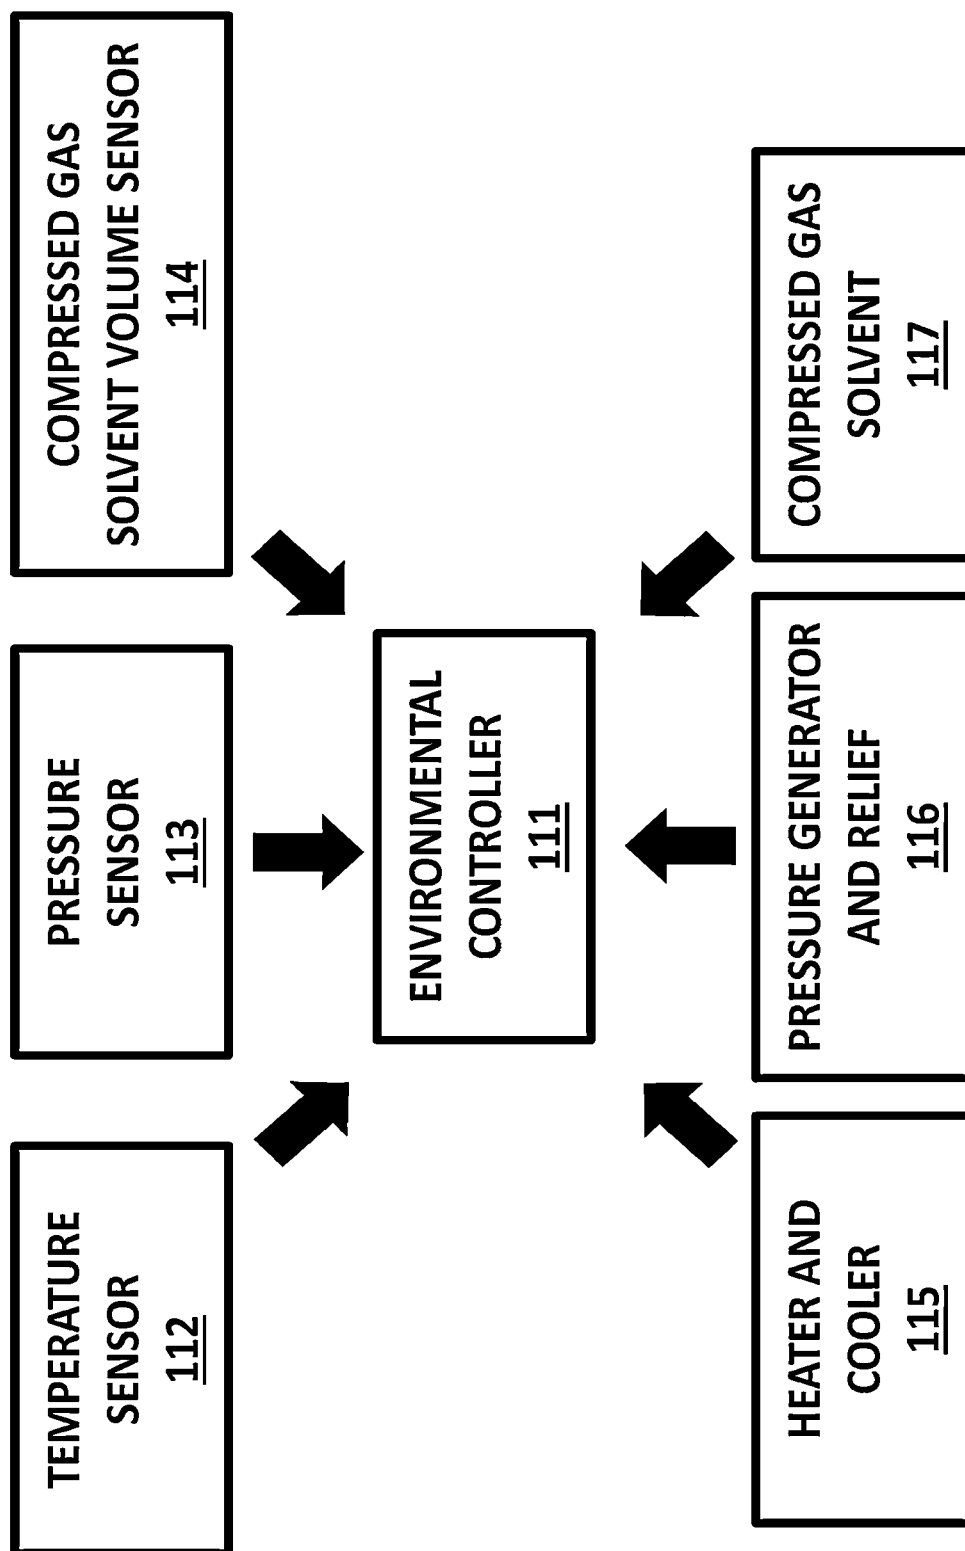 TEMPERATURE
SENSOR
112
PRESSURE
SENSOR
113
COMPRESSED GAS
SOLVENT VOLUME SENSOR
114
ENVIRONMENTAL
CONTROLLER
111
HEATER AND
COOLER
115
PRESSURE GENERATOR
AND RELIEF
116
COMPRESSED GAS
SOLVENT
117